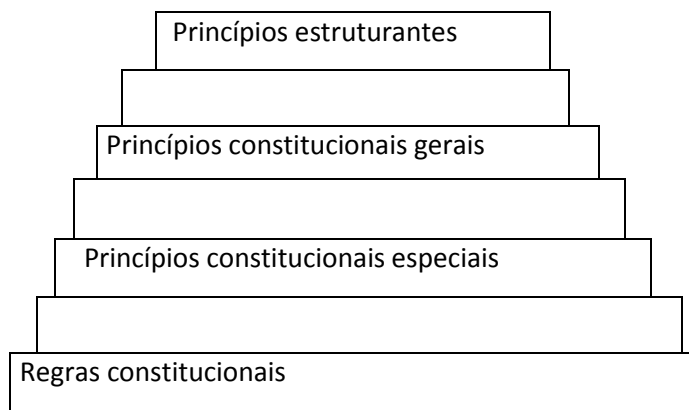 Princípios estruturantes
Princípios constitucionais gerais
Princípios constitucionais especiais
Regras constitucionais